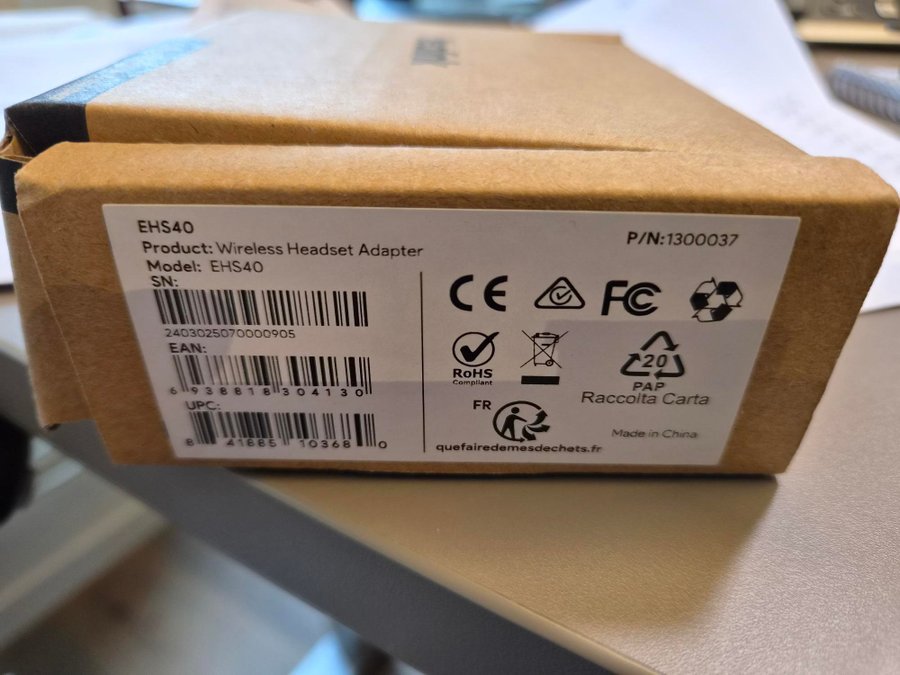 EHS40
Product: Wireless Headset Adapter
Model: EHS40
SN:
2403025070000905
EAN:
6 938818 304130
UPC:
8 41885 10368 0
P/N:1300037
CE
FC
RoHS
Compliant
20
PAP
Raccolta Carta
FR
quefairedemesdechets.fr
Made in China